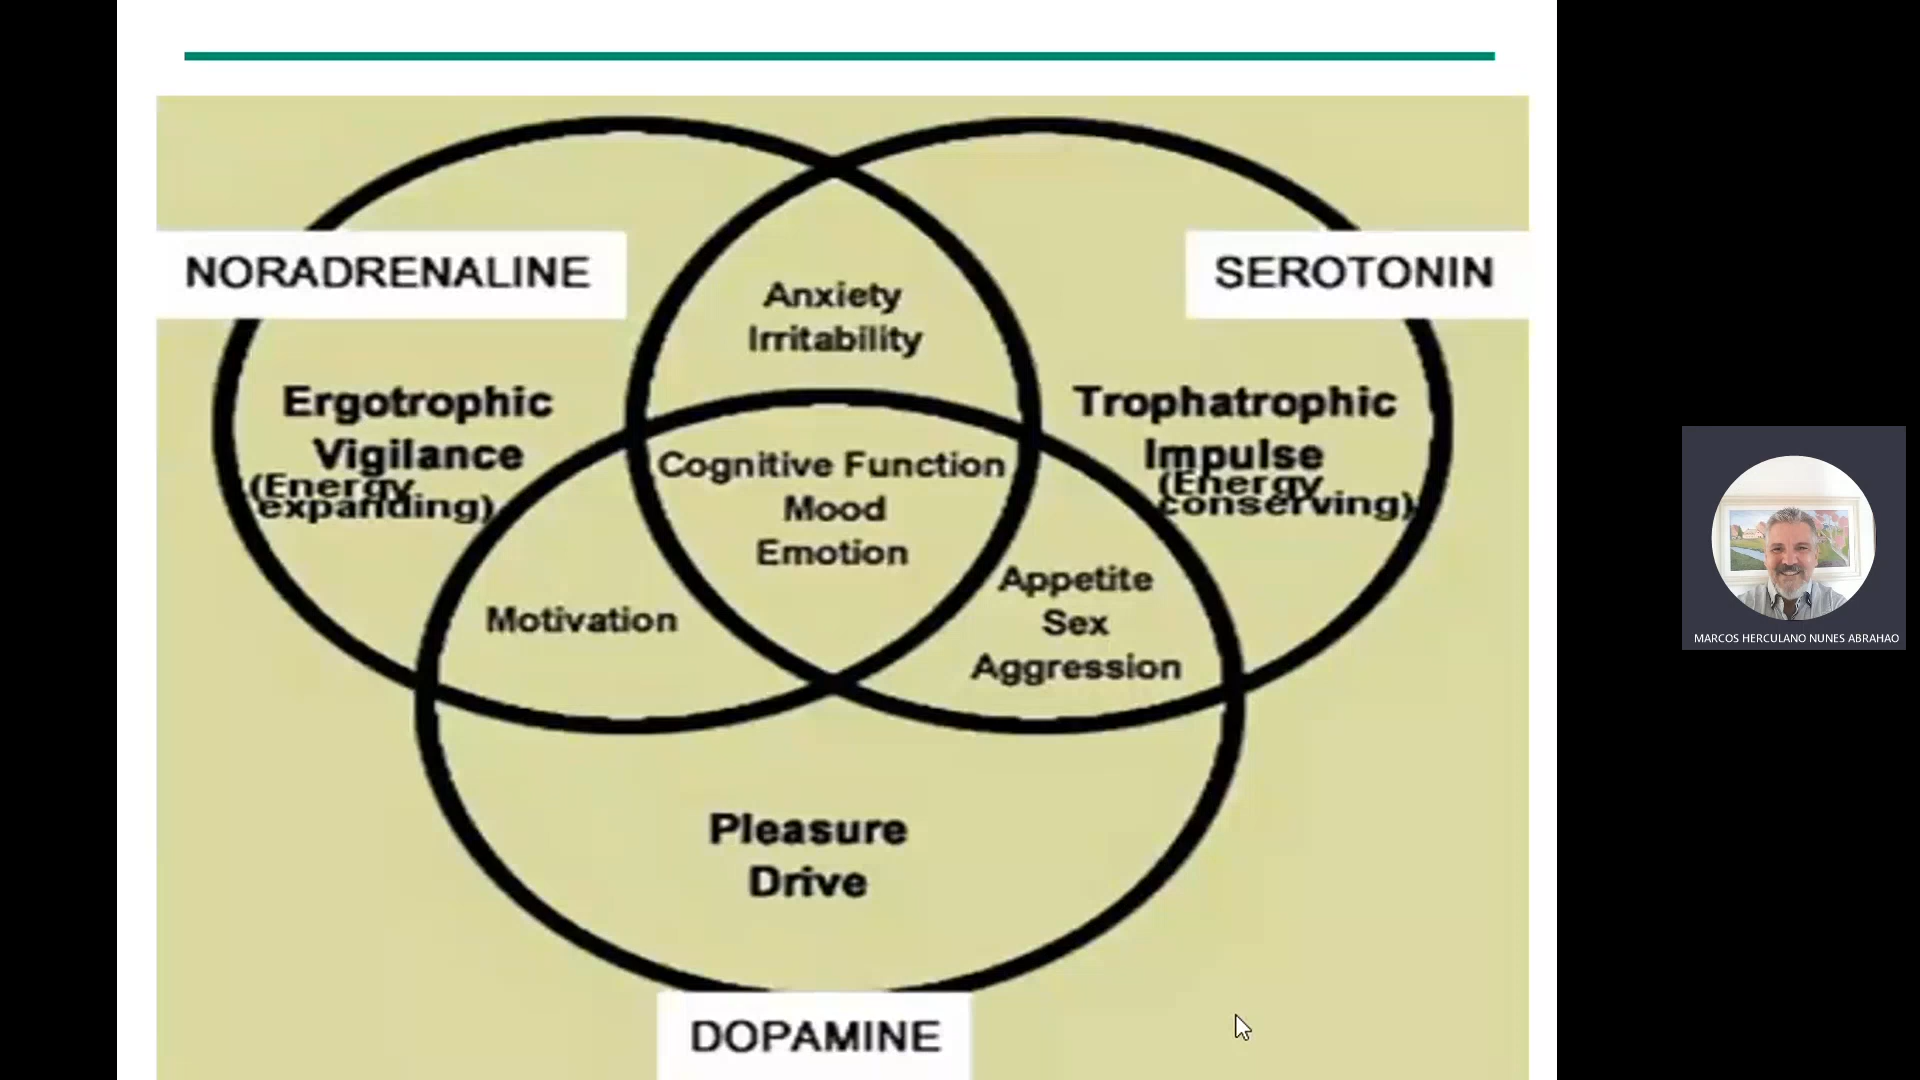 NORADRENALINE
SEROTONIN
Anxiety
Irritability
Ergotrophic
Vigilance
(Energy
expanding)
Trophatrophic
Impulse
(Energy
conserving)
Cognitive Function
Mood
Emotion
Motivation
Appetite
Sex
Aggression
Pleasure
Drive
DOPAMINE
MARCOS HERCULANO NUNES ABRAHAO